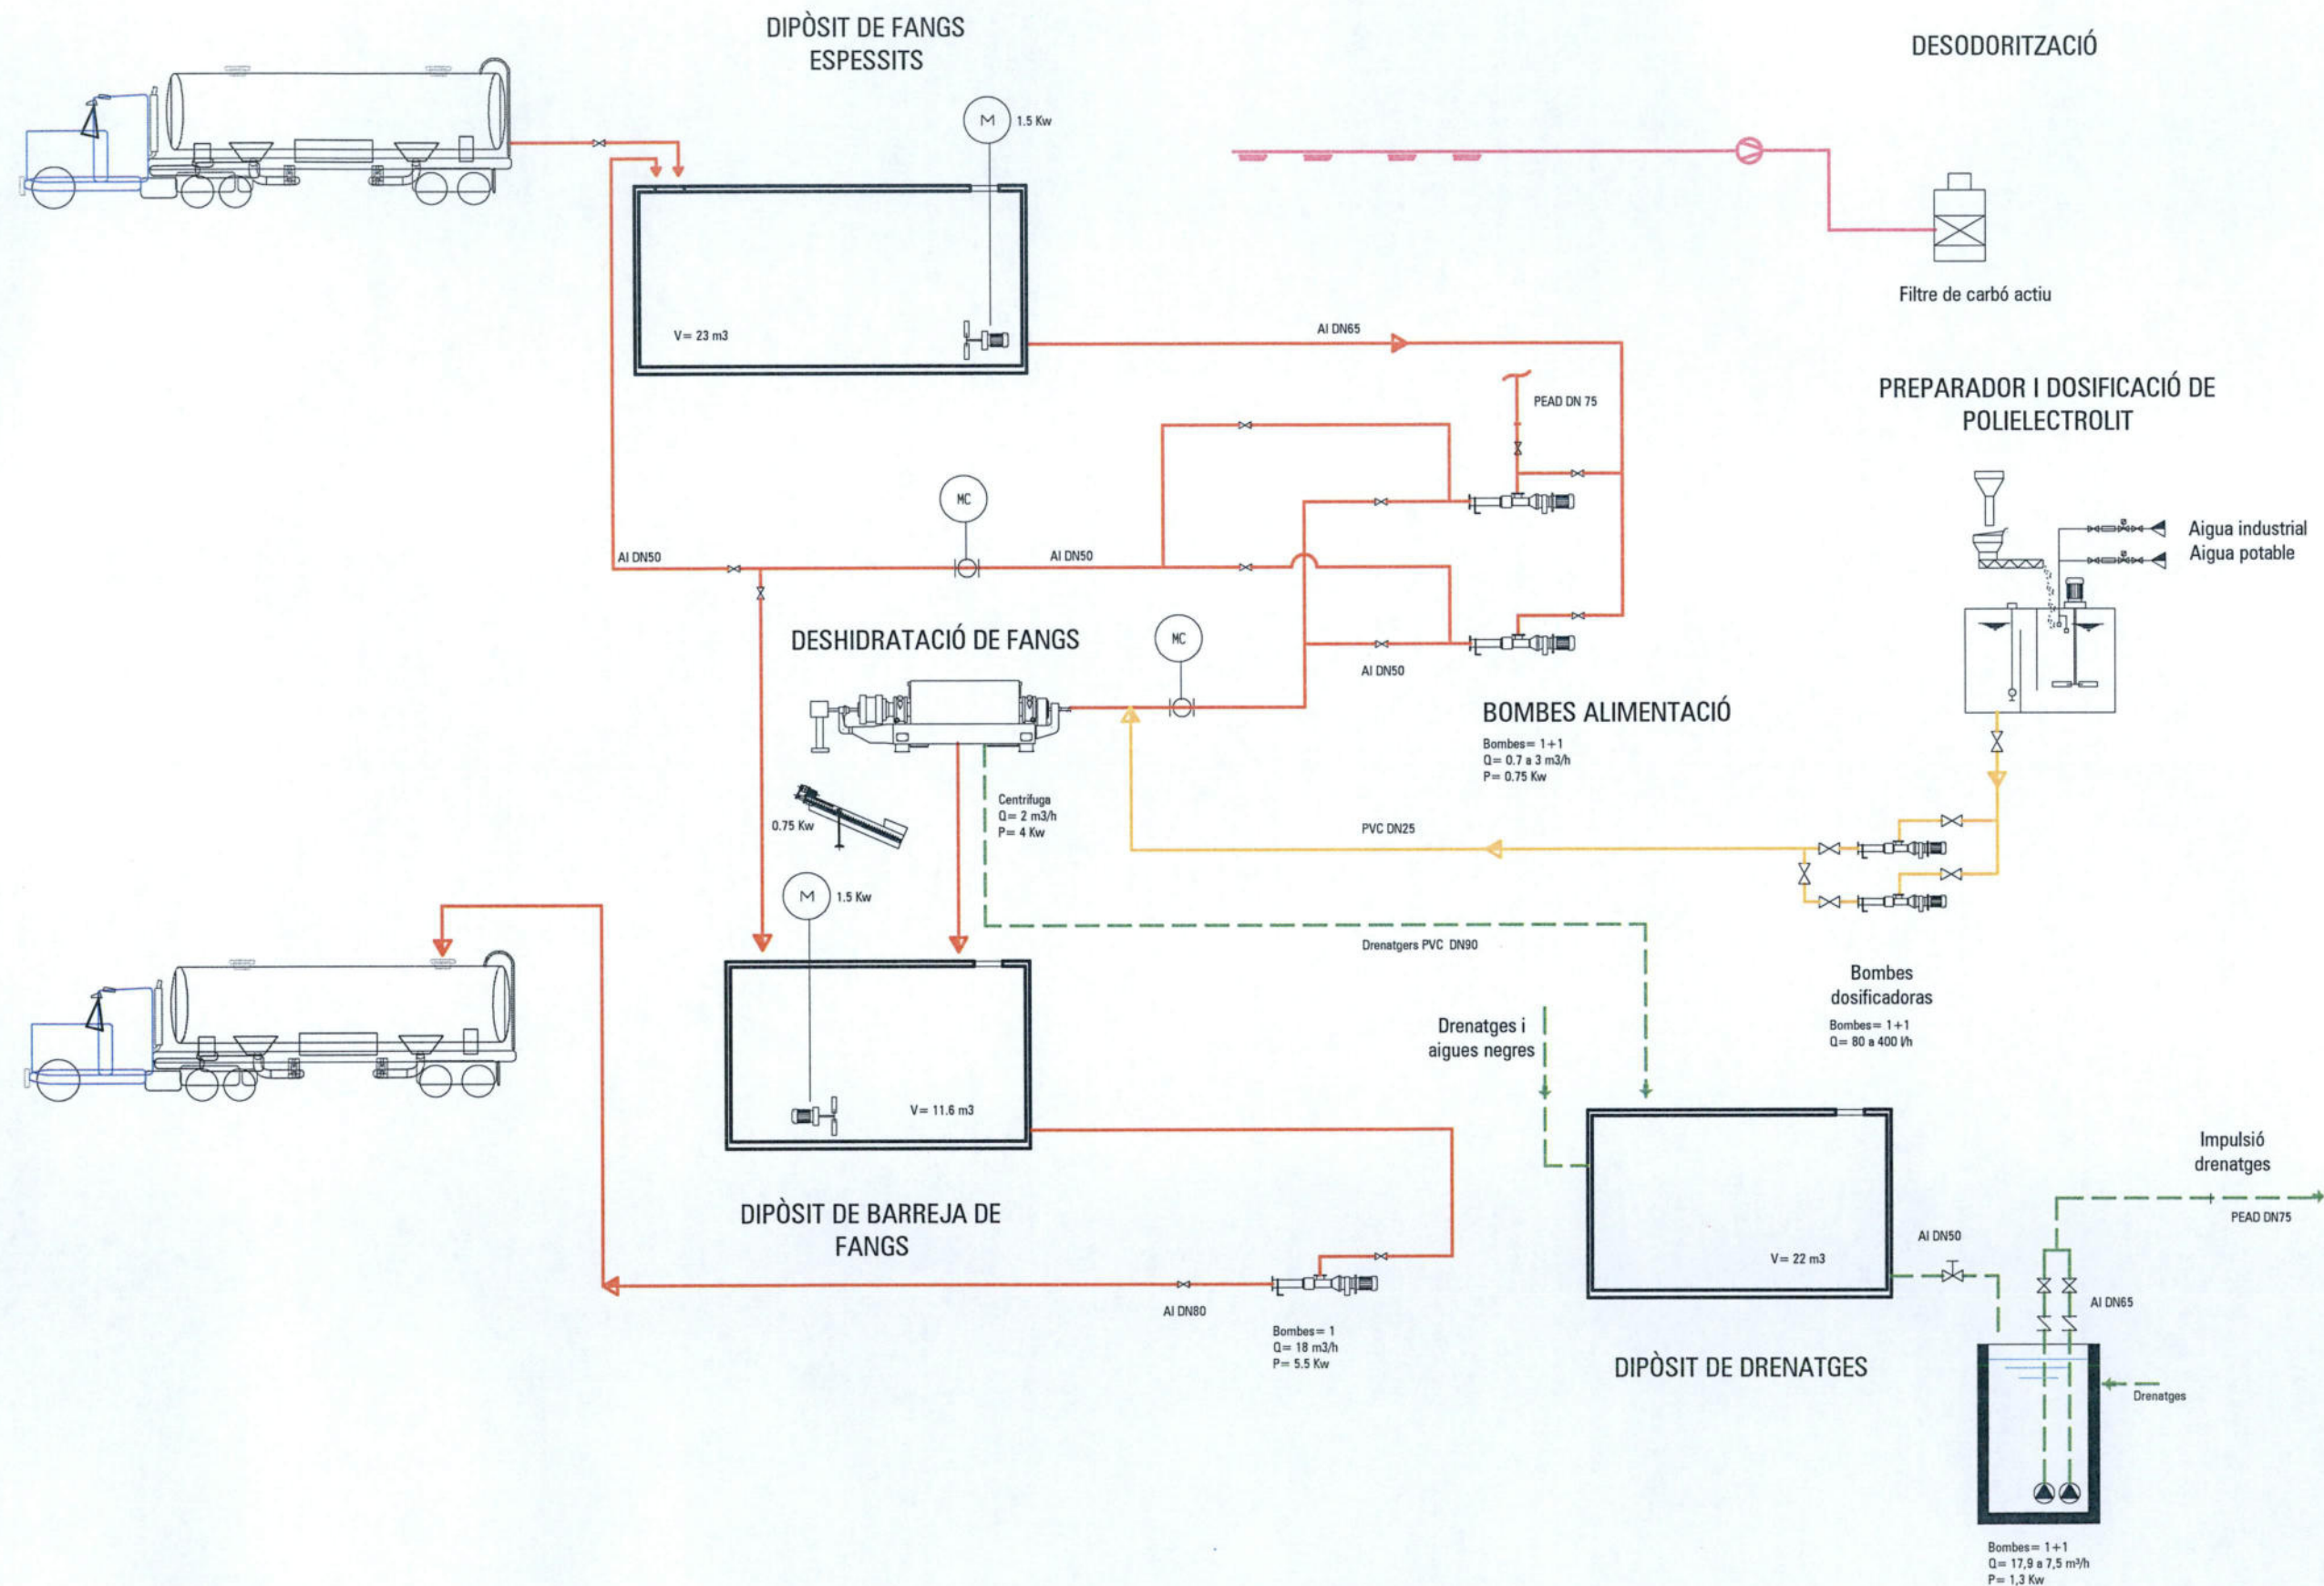 DIPÒSIT DE FANGS
ESPESSITS
DESODORITZACIÓ
M
1.5 Kw
V= 23 m3
Filtre de carbó actiu
AI DN65
PEAD DN 75
PREPARADOR I DOSIFICACIÓ DE
POLIELECTROLIT
MC
AI DN50
AI DN50
Aigua industrial
Aigua potable
DESHIDRATACIÓ DE FANGS
MC
AI DN50
BOMBES ALIMENTACIÓ
Bombes= 1+1
Q= 0.7 a 3 m3/h
P= 0.75 Kw
0.75 Kw
Centrifuga
Q= 2 m3/h
P= 4 Kw
PVC DN25
M
1.5 Kw
Drenatgers PVC DN90
Bombes
dosificadoras
Bombes= 1+1
Q= 80 a 400 l/h
Drenatges i
aigues negres
V= 11.6 m3
Impulsió
drenatges
PEAD DN75
DIPÒSIT DE BARREJA DE
FANGS
V= 22 m3
AI DN50
AI DN65
AI DN80
Bombes= 1
Q= 18 m3/h
P= 5.5 Kw
DIPÒSIT DE DRENATGES
Drenatges
Bombes= 1+1
Q= 17,9 a 7,5 m³/h
P= 1,3 Kw